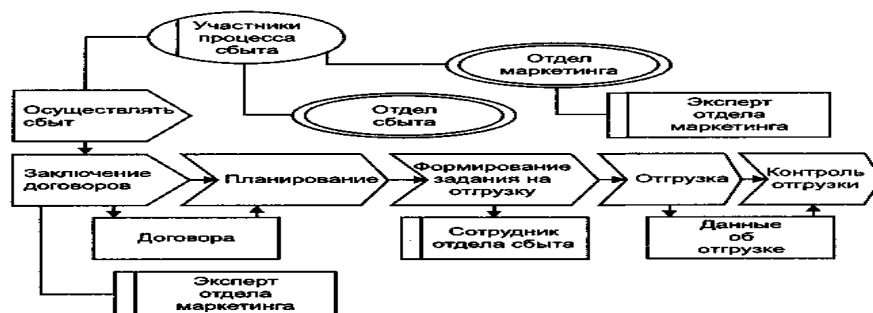 Участники
процесса
сбыта
Отдел
маркетинга
Осуществлять
сбыт
Отдел
сбыта
Эксперт
отдела
маркетинга
Заключение
договоров
Планирование
Формирование
задания на
отгрузку
Отгрузка
Контроль
отгрузки
Договора
Сотрудник
отдела сбыта
Данные
об
отгрузке
Эксперт
отдела
маркетинга